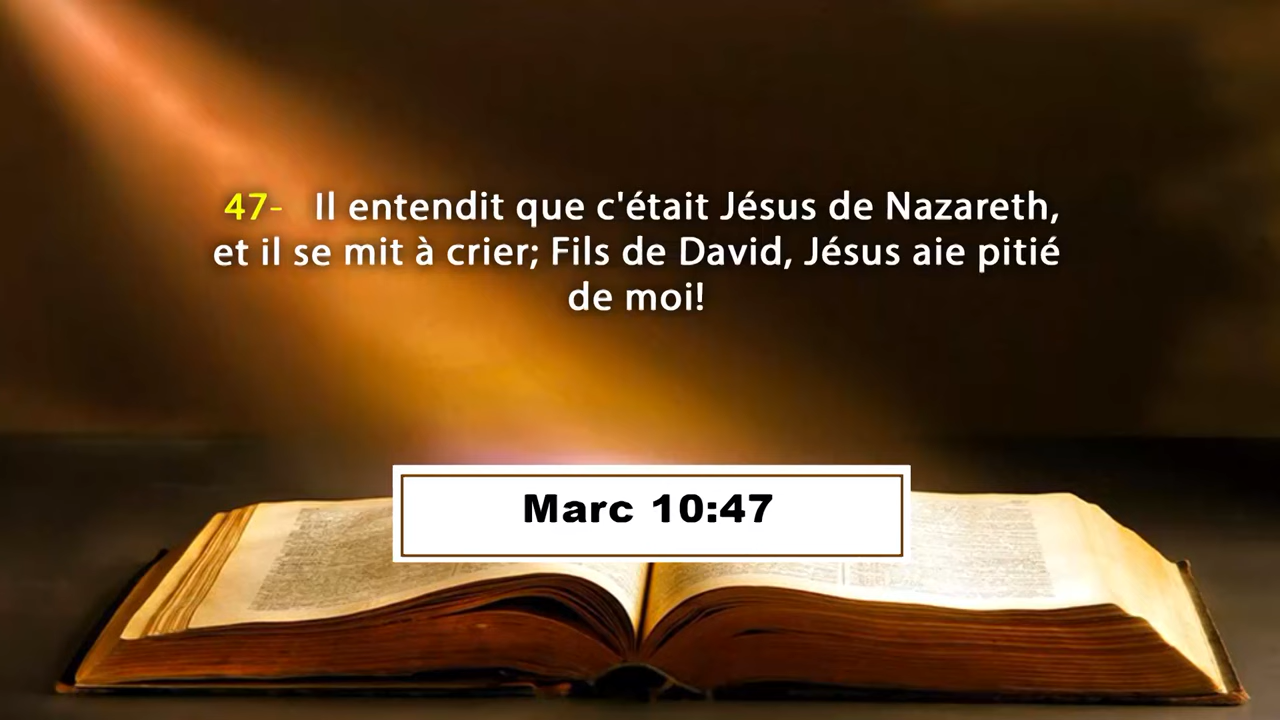 47- Il entendit que c'était Jésus de Nazareth,
et il se mit à crier; Fils de David, Jésus aie pitié
de moi!
Marc 10:47